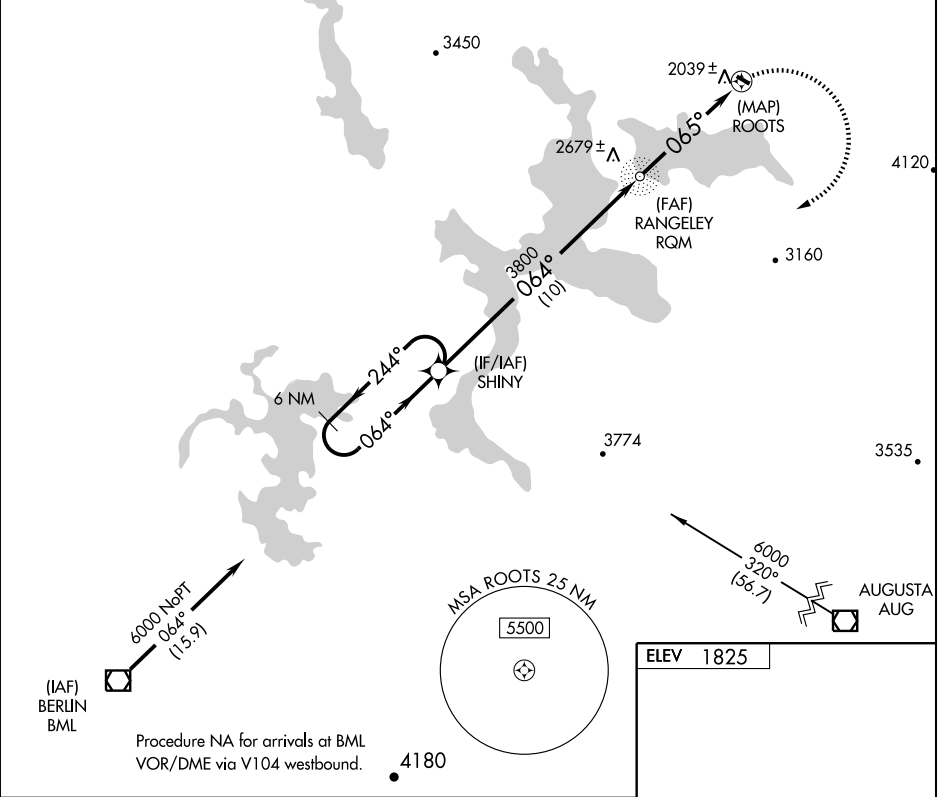 3450
2039±
(MAP)
ROOTS
065°
2679±
4120
(FAF)
RANGELEY
RQM
3160
3800
064°
(10)
(IF/IAF)
SHINY
244°
6 NM
064°
3774
3535
6000
320°
(56.7)
AUGUSTA
AUG
6000 NoPT
064°
(15.9)
MSA ROOTS 25 NM
5500
ELEV 1825
(IAF)
BERLIN
BML
Procedure NA for arrivals at BML
VOR/DME via V104 westbound.
4180